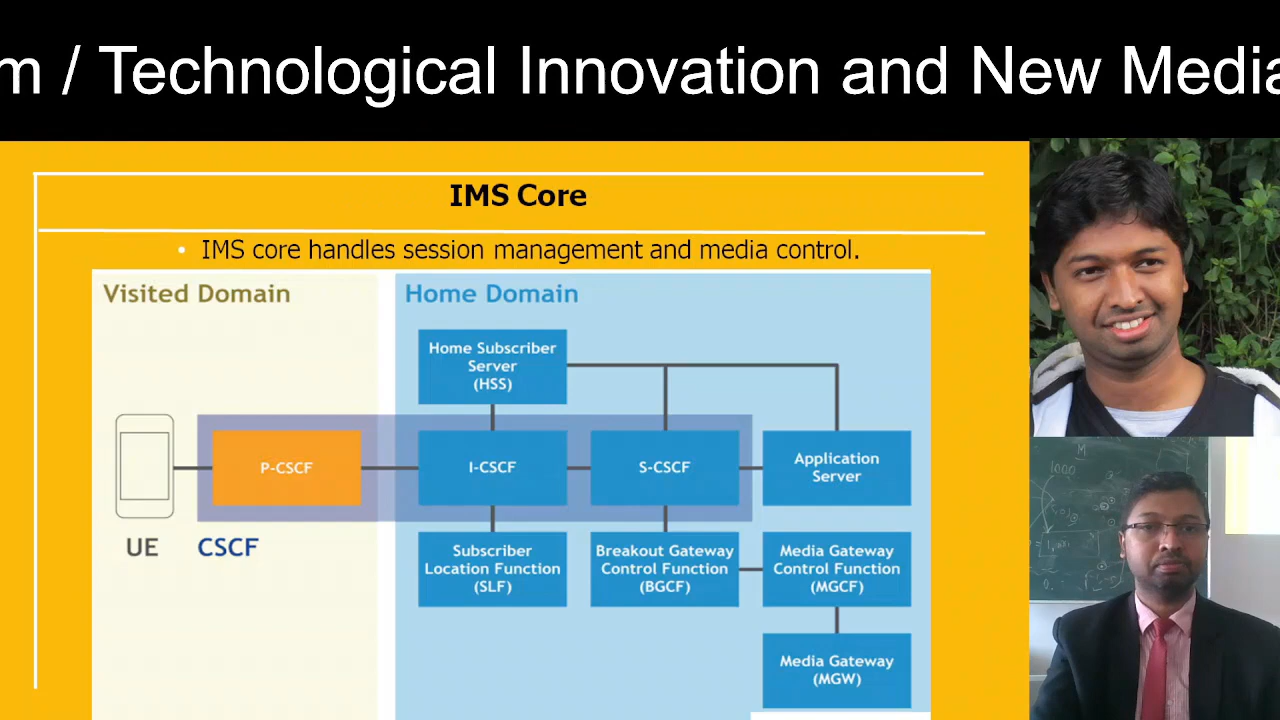 m / Technological Innovation and New Media
IMS Core
• IMS core handles session management and media control.
Visited Domain
Home Domain
Home Subscriber
Server
(HSS)
P-CSCF
I-CSCF
S-CSCF
Application
Server
UE
CSCF
Subscriber
Location Function
(SLF)
Breakout Gateway
Control Function
(BGCF)
Media Gateway
Control Function
(MGCF)
Media Gateway
(MGW)
M
1000